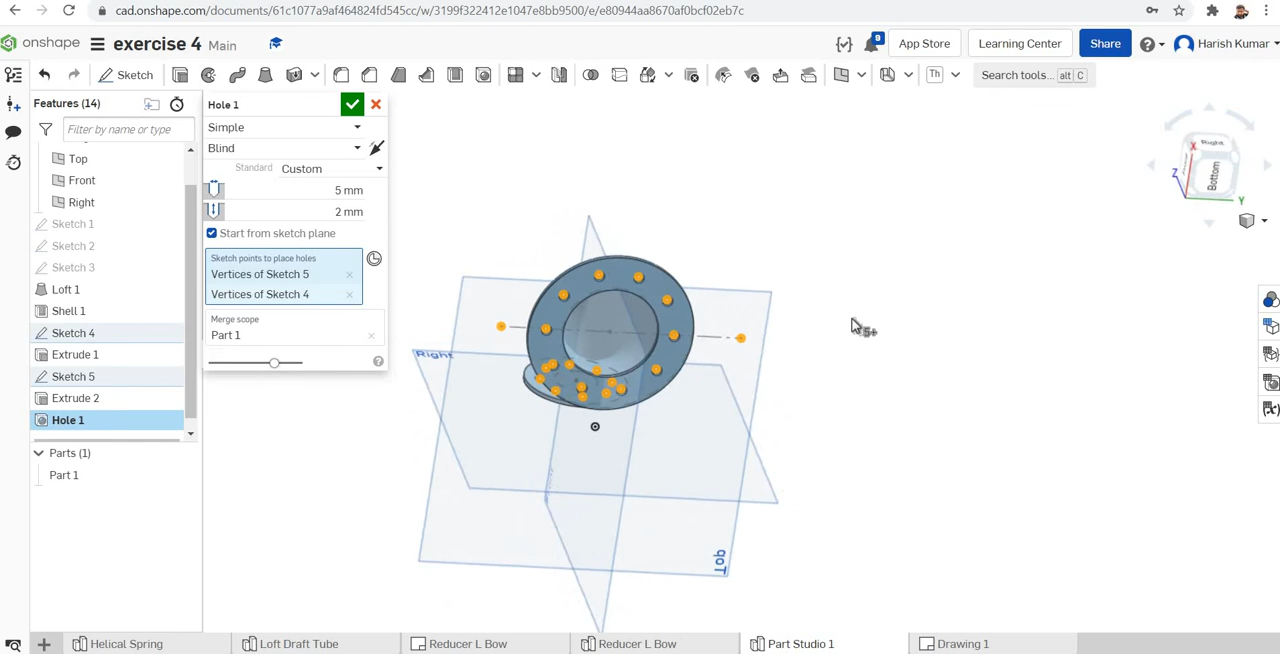 cad.onshape.com/documents/61c1077a9af464824fd545cc/w/3199f322412e1047e8bb9500/e/e80944aa8670af0bcf02eb7c
onshape exercise 4 Main
9 App Store Learning Center Share Harish Kumar
Sketch Th Search tools... alt C
Features (14)
Filter by name or type
Top
Front
Right
Sketch 1
Sketch 2
Sketch 3
Loft 1
Shell 1
Sketch 4
Extrude 1
Sketch 5
Extrude 2
Hole 1
Parts (1)
Part 1
Hole 1
Simple
Blind
Standard Custom
5 mm
2 mm
Start from sketch plane
Sketch points to place holes
Vertices of Sketch 5
Vertices of Sketch 4
Merge scope
Part 1
Right
Top
5+
Right
Bottom
X
Z
Y
Helical Spring Loft Draft Tube Reducer L Bow Reducer L Bow Part Studio 1 Drawing 1